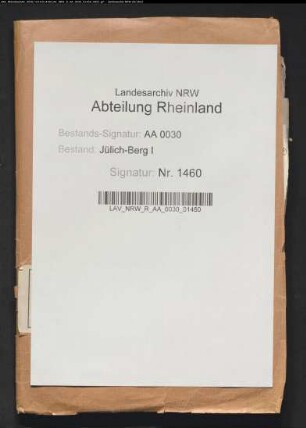 Landesarchiv NRW
Abteilung Rheinland
Bestands-Signatur: AA 0030
Bestand: Jülich-Berg I
Signatur: Nr. 1460
LAV_NRW_R_AA_0030_01460